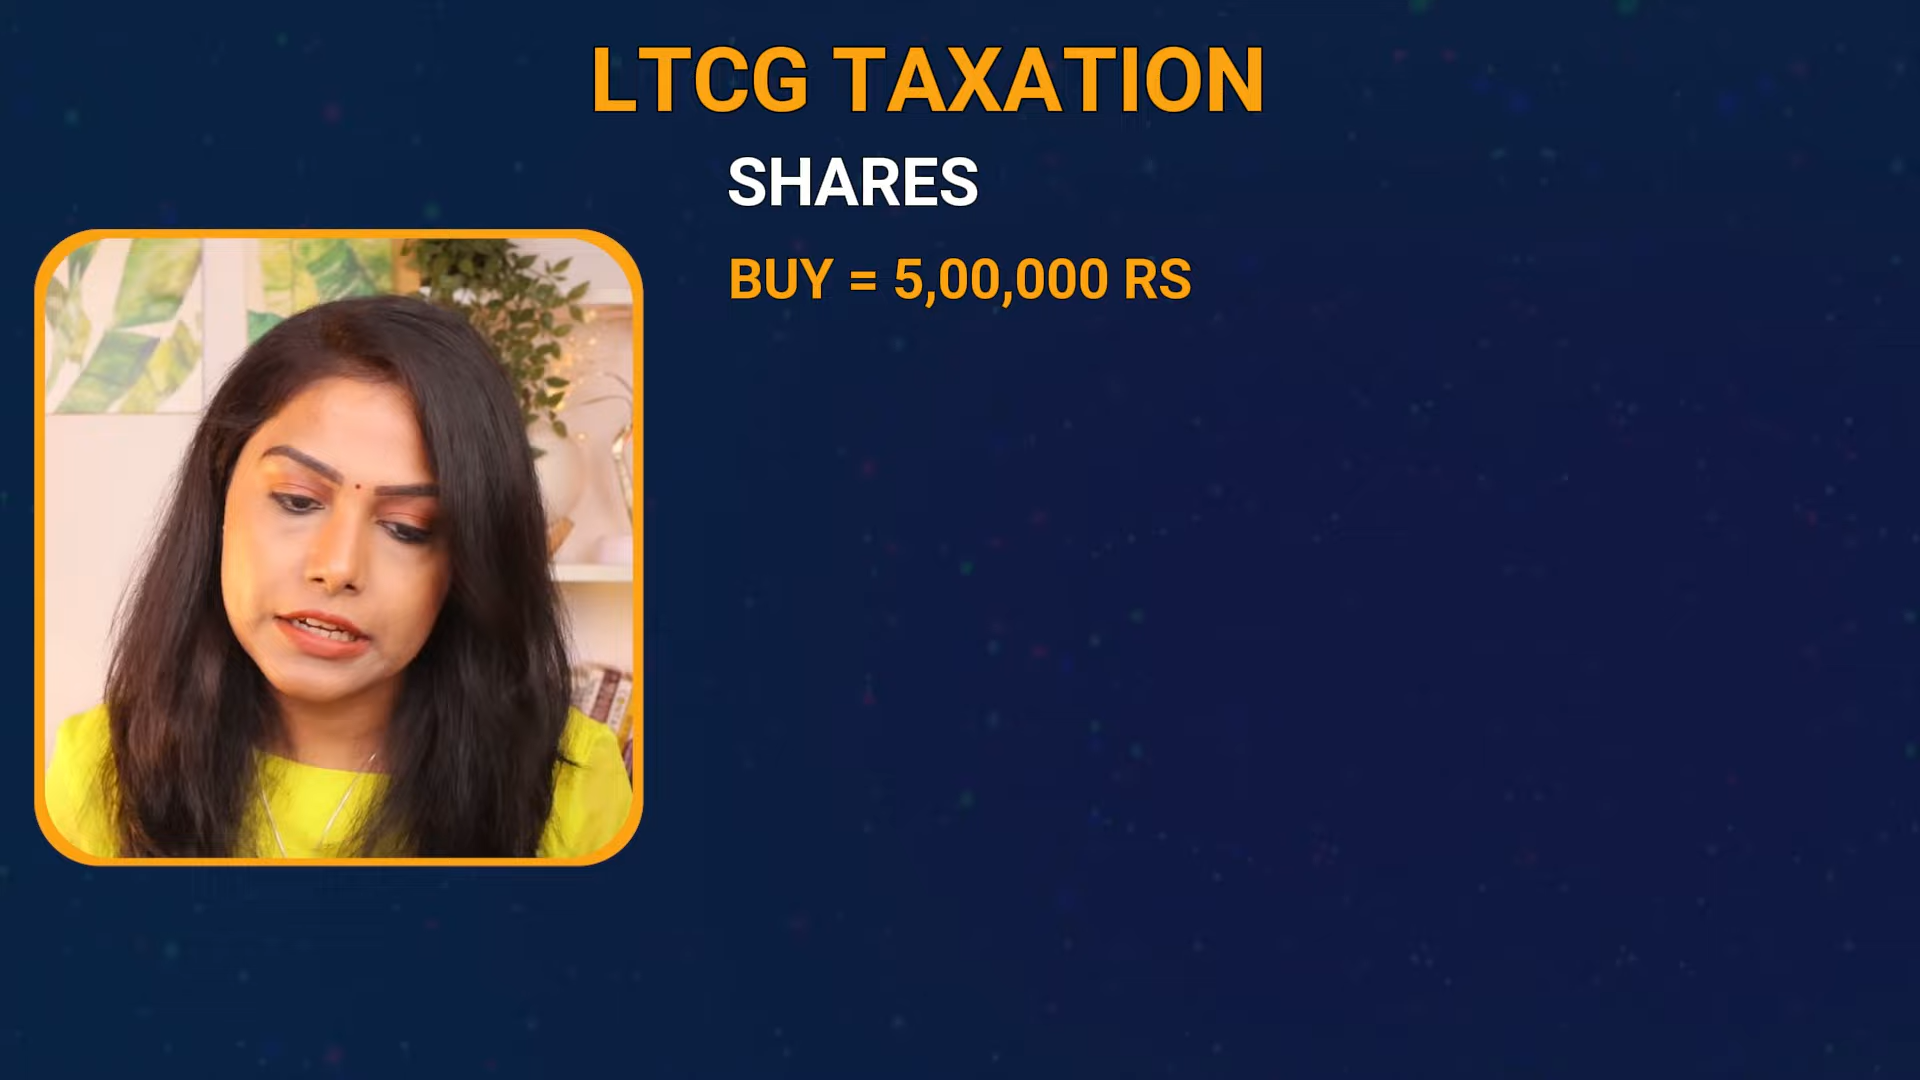 LTCG TAXATION
SHARES
BUY = 5,00,000 RS